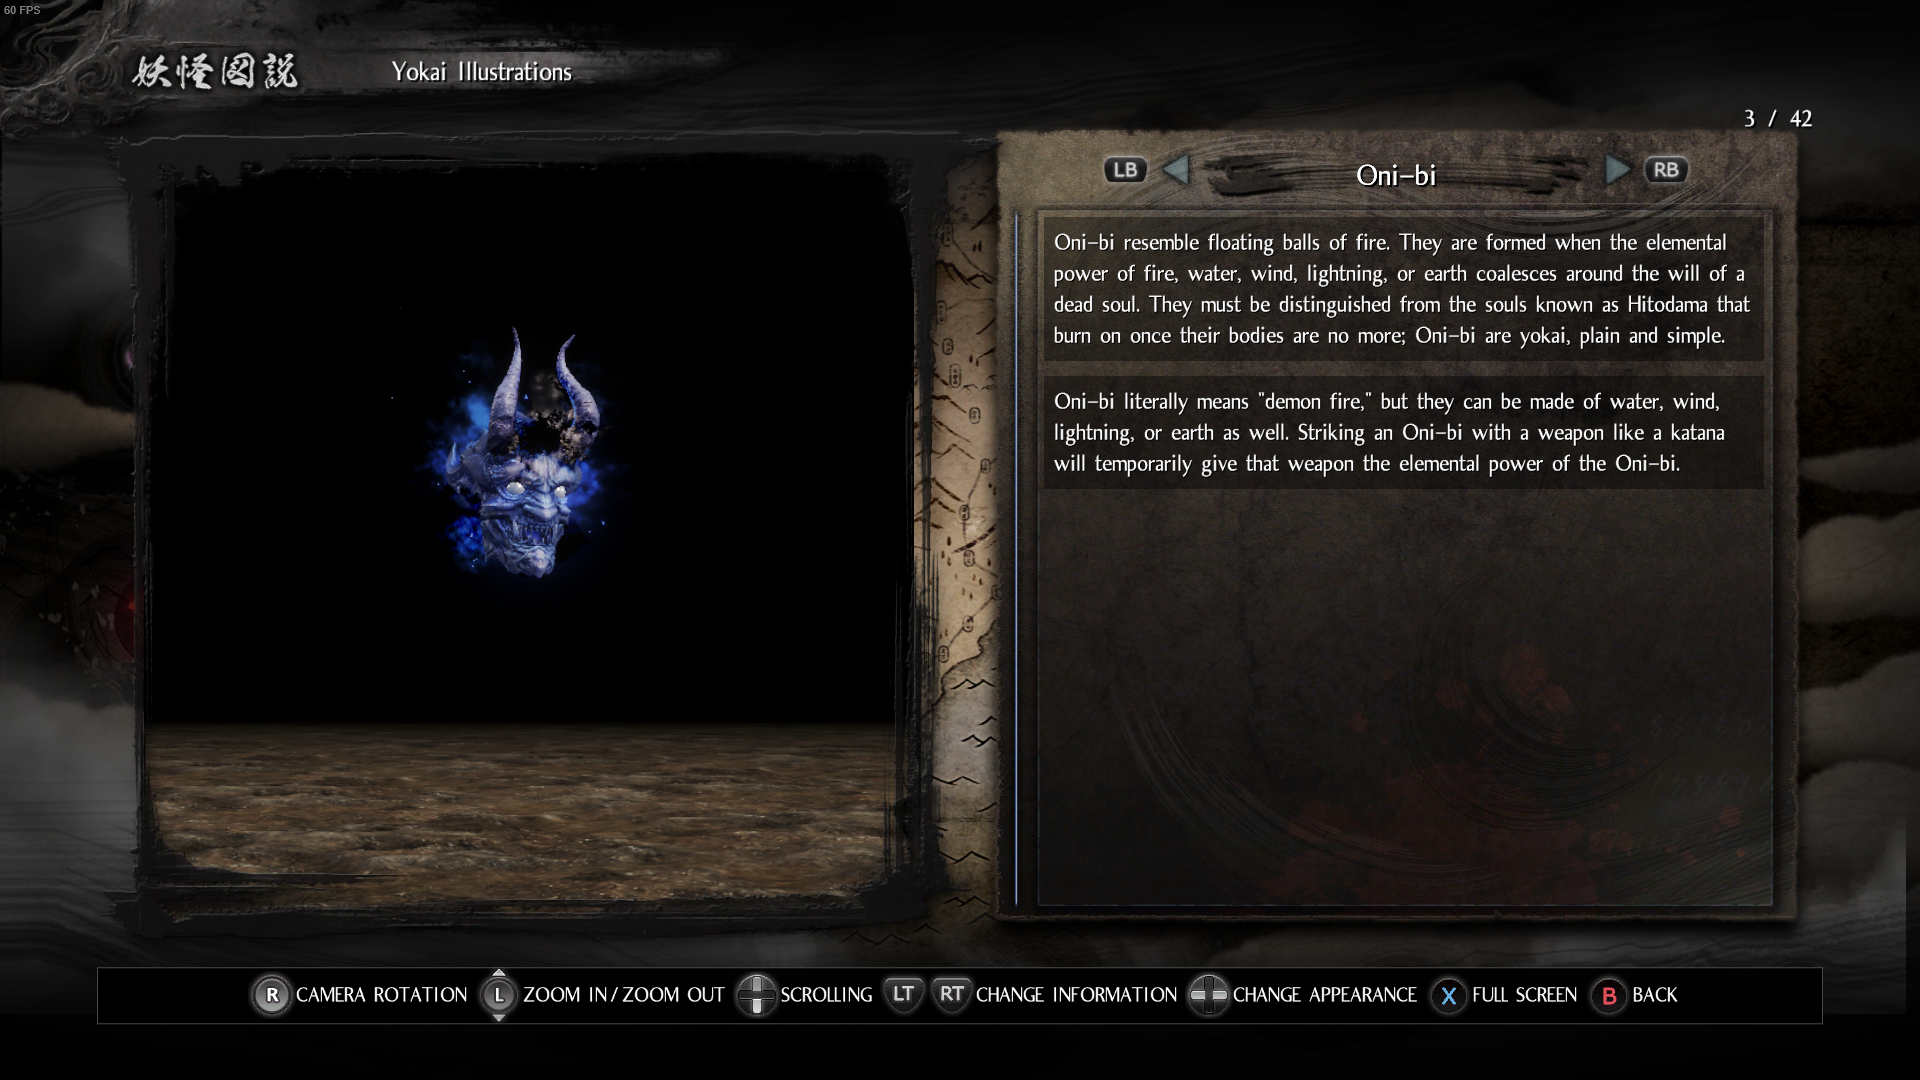 60 FPS
妖怪図説
Yokai Illustrations
3 / 42
LB
Oni-bi
RB
Oni-bi resemble floating balls of fire. They are formed when the elemental
power of fire, water, wind, lightning, or earth coalesces around the will of a
dead soul. They must be distinguished from the souls known as Hitodama that
burn on once their bodies are no more; Oni-bi are yokai, plain and simple.
Oni-bi literally means "demon fire," but they can be made of water, wind,
lightning, or earth as well. Striking an Oni-bi with a weapon like a katana
will temporarily give that weapon the elemental power of the Oni-bi.
R CAMERA ROTATION L ZOOM IN/ZOOM OUT SCROLLING LT RT CHANGE INFORMATION CHANGE APPEARANCE X FULL SCREEN B BACK